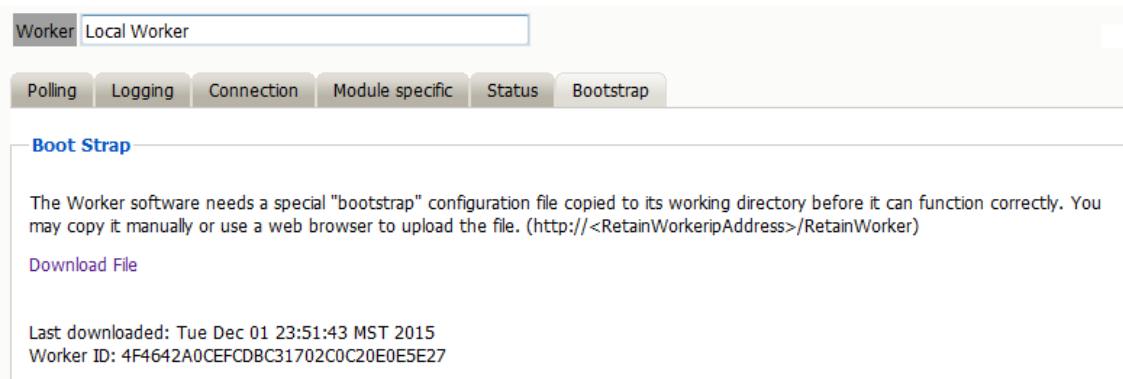 Worker Local Worker
Polling Logging Connection Module specific Status Bootstrap
Boot Strap
The Worker software needs a special "bootstrap" configuration file copied to its working directory before it can function correctly. You
may copy it manually or use a web browser to upload the file. (http://<RetainWorkeripAddress>/RetainWorker)
Download File
Last downloaded: Tue Dec 01 23:51:43 MST 2015
Worker ID: 4F4642A0CEFCDBC31702C0C20E0E5E27